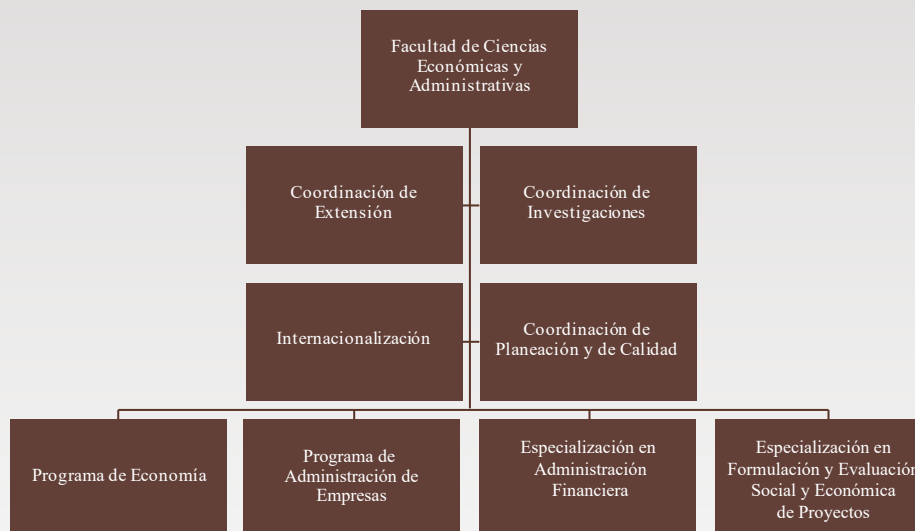 Facultad de Ciencias
Económicas y
Administrativas
Coordinación de
Extensión
Coordinación de
Investigaciones
Internacionalización
Coordinación de
Planeación y de Calidad
Programa de Economía
Programa de
Administración de
Empresas
Especialización en
Administración
Financiera
Especialización en
Formulación y Evaluación
Social y Económica
de Proyectos